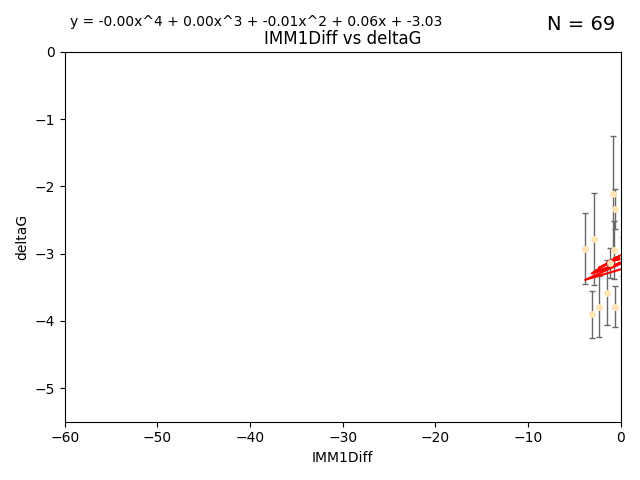 y = -0.00x^4 + 0.00x^3 + -0.01x^2 + 0.06x + -3.03
N = 69
IMM1Diff vs deltaG
0
−1
−2
−3
−4
−5
deltaG
−60 −50 −40 −30 −20 −10 0
IMM1Diff